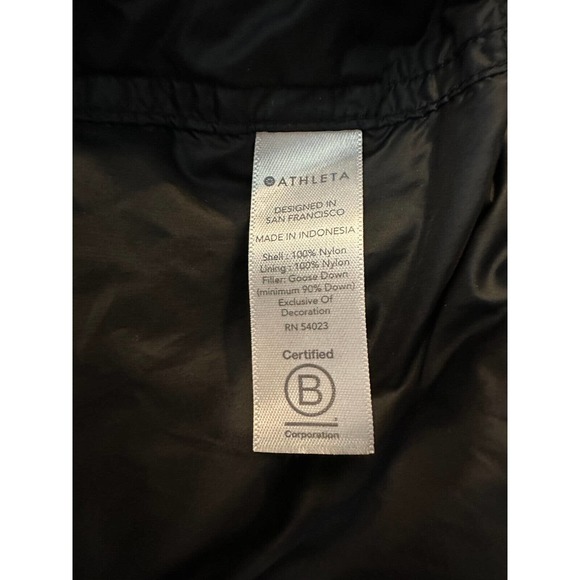 ATHLETA
DESIGNED IN
SAN FRANCISCO
MADE IN INDONESIA
Shell : 100% Nylon
Lining : 100% Nylon
Filler: Goose Down
(minimum 90% Down)
Exclusive Of
Decoration
RN 54023
Certified
B
Corporation